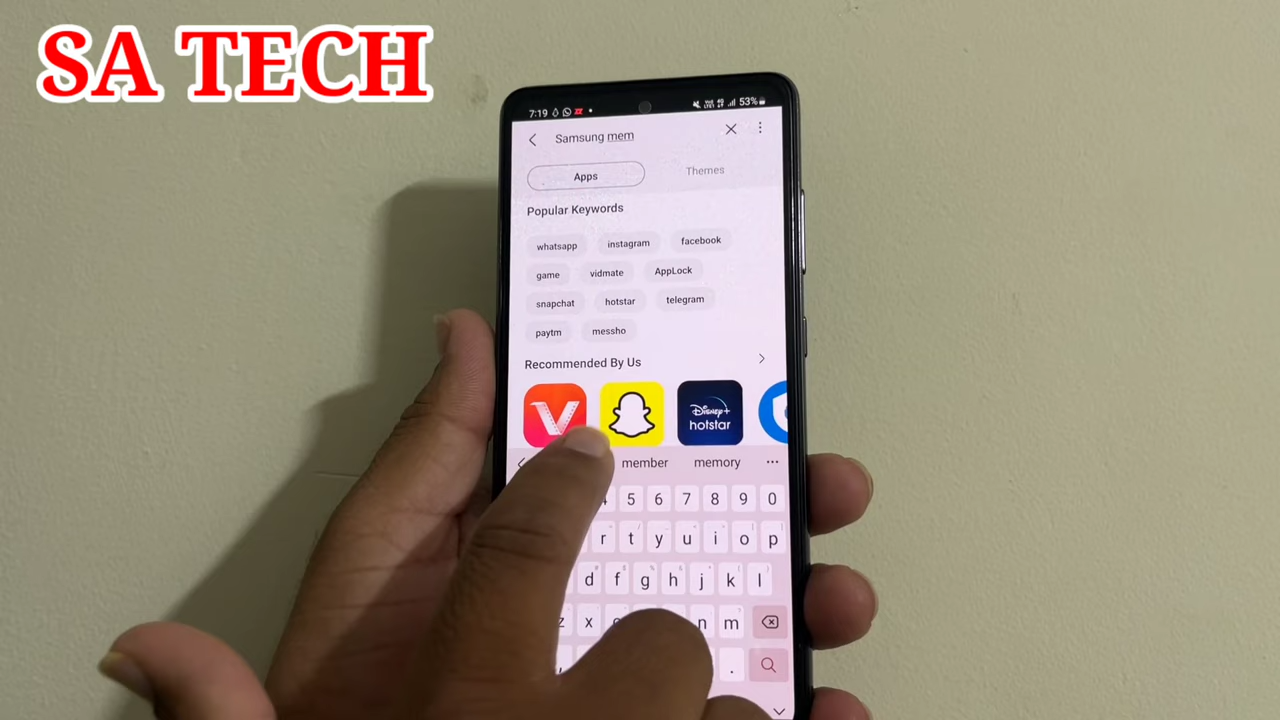 SA TECH
7:19 53%
Samsung mem
Apps Themes
Popular Keywords
whatsapp instagram facebook
game vidmate AppLock
snapchat hotstar telegram
paytm messho
Recommended By Us
Disney+
hotstar
member memory
5 6 7 8 9 0
r t y u i o p
d f g h j k l
z x n m
.